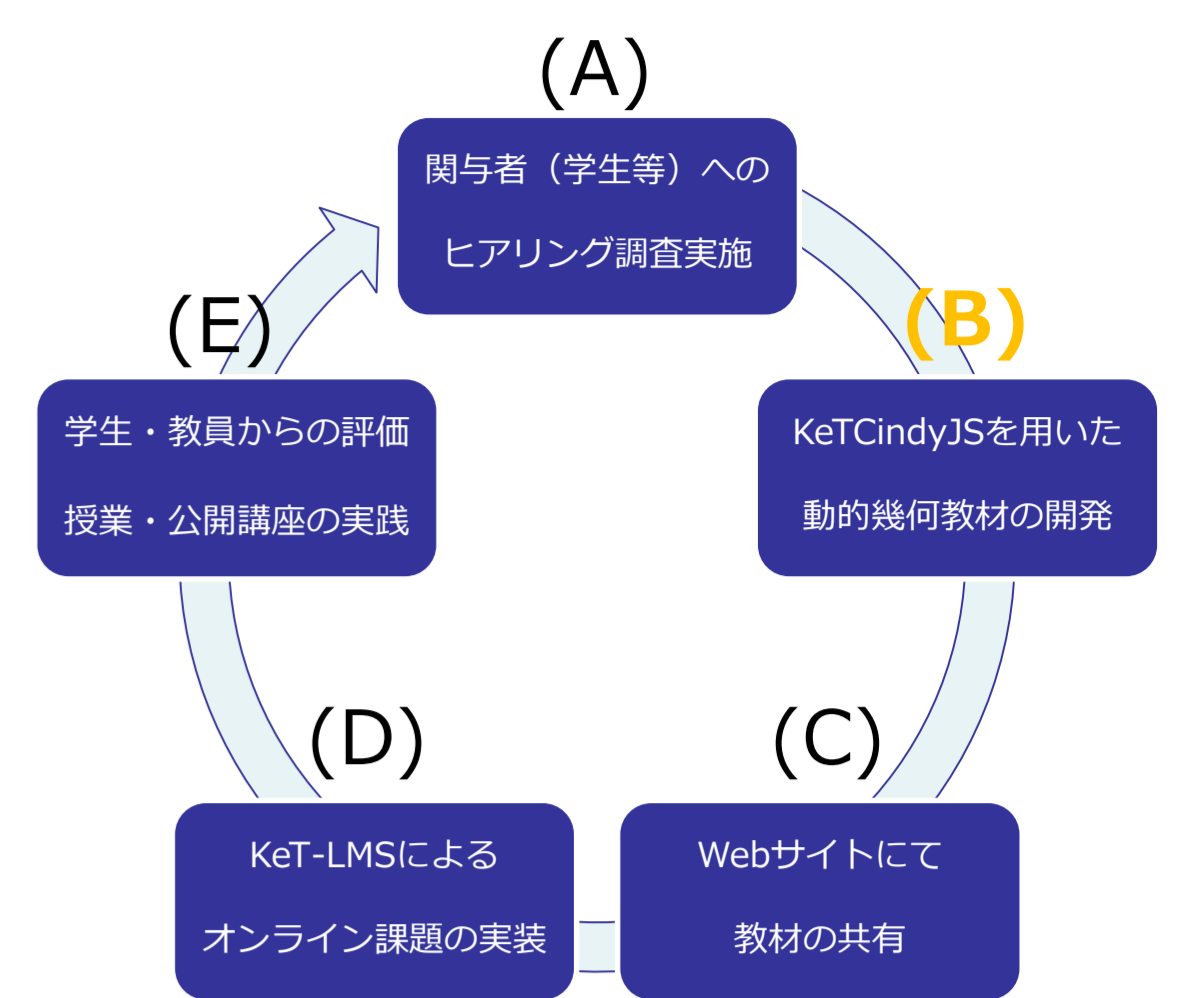 (A)
関与者（学生等）への
ヒアリング調査実施
(B)
KeTCindyJSを用いた
動的幾何教材の開発
(C)
Webサイトにて
教材の共有
(D)
KeT-LMSによる
オンライン課題の実装
(E)
学生・教員からの評価
授業・公開講座の実践